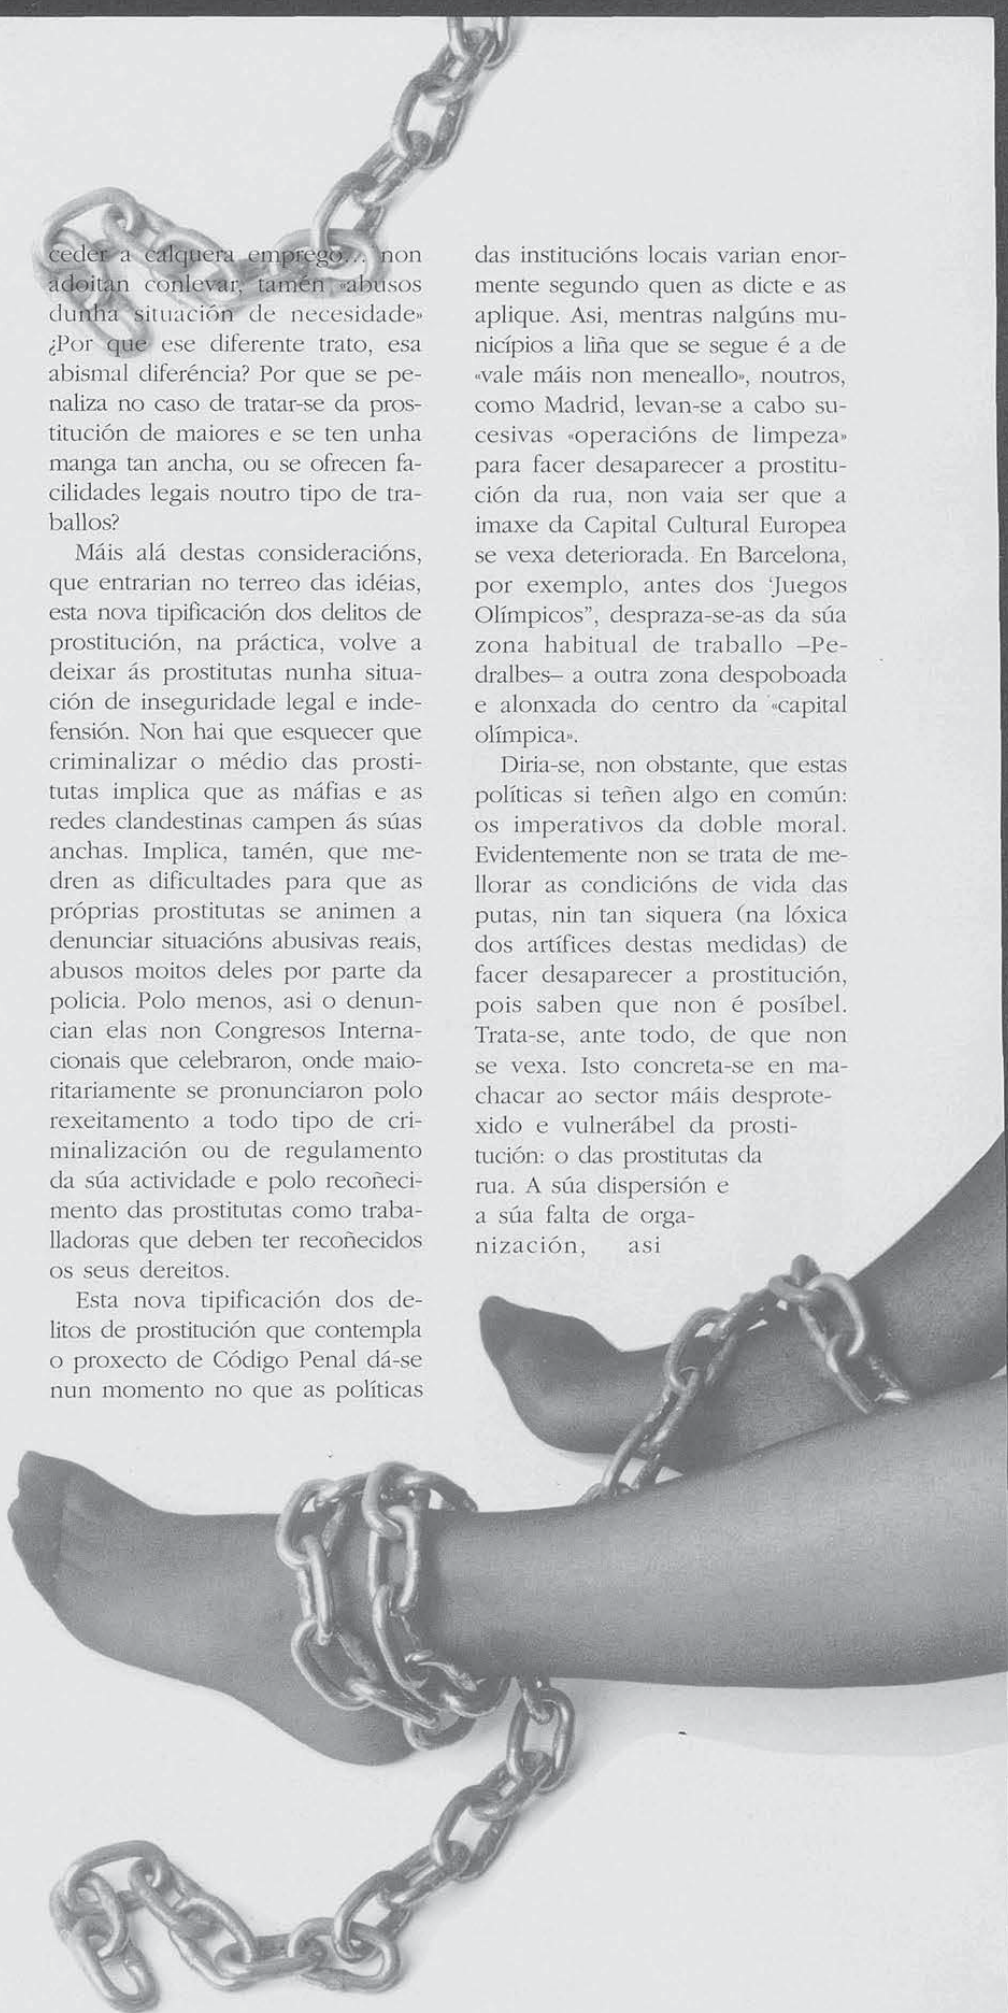 ceder a calquera emprego... non
adoitan conlevar, tamén «abusos
dunha situación de necesidade»
¿Por que ese diferente trato, esa
abismal diferéncia? Por que se pe-
naliza no caso de tratar-se da pros-
titución de maiores e se ten unha
manga tan ancha, ou se ofrecen fa-
cilidades legais noutro tipo de tra-
ballos?
Máis alá destas consideracións,
que entrarian no terreo das idéias,
esta nova tipificación dos delitos de
prostitución, na práctica, volve a
deixar ás prostitutas nunha situa-
ción de inseguridade legal e inde-
fensión. Non hai que esquecer que
criminalizar o médio das prosti-
tutas implica que as máfias e as
redes clandestinas campen ás súas
anchas. Implica, tamén, que me-
dren as dificultades para que as
próprias prostitutas se animen a
denunciar situacións abusivas reais,
abusos moitos deles por parte da
policia. Polo menos, asi o denun-
cian elas non Congresos Interna-
cionais que celebraron, onde maio-
ritariamente se pronunciaron polo
rexeitamento a todo tipo de cri-
minalización ou de regulamento
da súa actividade e polo recoñeci-
mento das prostitutas como traba-
lladoras que deben ter recoñecidos
os seus dereitos.
Esta nova tipificación dos de-
litos de prostitución que contempla
o proxecto de Código Penal dá-se
nun momento no que as políticas
das institucións locais varian enor-
mente segundo quen as dicte e as
aplique. Asi, mentras nalgúns mu-
nicípios a liña que se segue é a de
«vale máis non meneallo», noutros,
como Madrid, levan-se a cabo su-
cesivas «operacións de limpeza»
para facer desaparecer a prostitu-
ción da rua, non vaia ser que a
imaxe da Capital Cultural Europea
se vexa deteriorada. En Barcelona,
por exemplo, antes dos 'Juegos
Olímpicos", despraza-se-as da súa
zona habitual de traballo –Pe-
dralbes– a outra zona despoboada
e alonxada do centro da «capital
olímpica».
Diria-se, non obstante, que estas
políticas si teñen algo en común:
os imperativos da doble moral.
Evidentemente non se trata de me-
llorar as condicións de vida das
putas, nin tan siquera (na lóxica
dos artífices destas medidas) de
facer desaparecer a prostitución,
pois saben que non é posíbel.
Trata-se, ante todo, de que non
se vexa. Isto concreta-se en ma-
chacar ao sector máis desprote-
xido e vulnerábel da prosti-
tución: o das prostitutas da
rua. A súa dispersión e
a súa falta de orga-
nización, asi